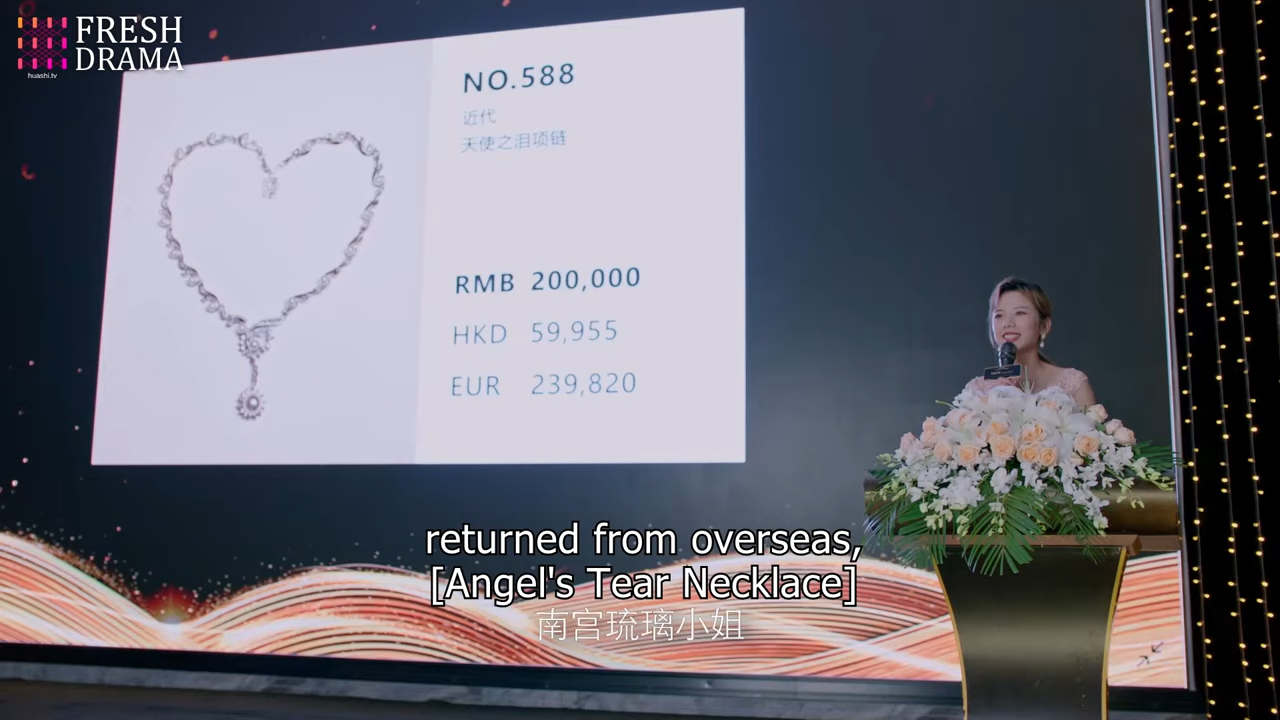 FRESH
DRAMA
huashi.tv
NO.588
近代
天使之泪项链
RMB 200,000
HKD 59,955
EUR 239,820
returned from overseas,
[Angel's Tear Necklace]
南宫琉璃小姐